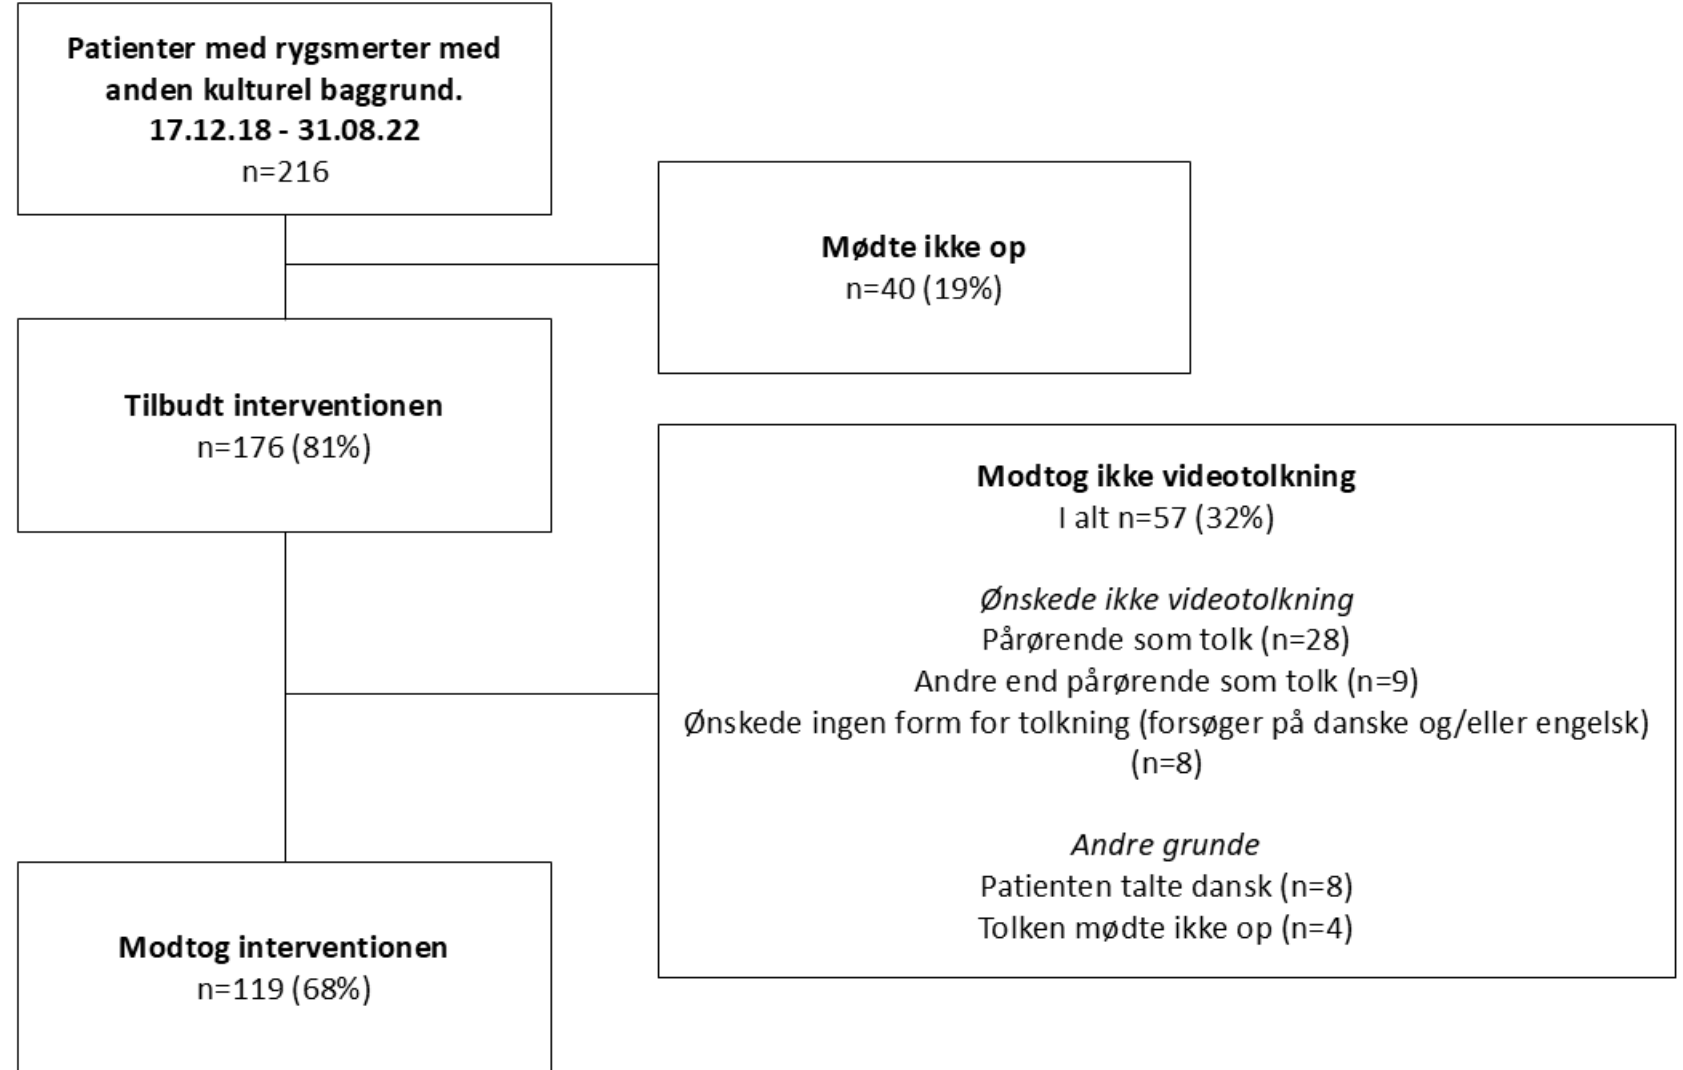 Patienter med rygsmerter med
anden kulturel baggrund.
17.12.18 - 31.08.22
n=216
Mødte ikke op
n=40 (19%)
Tilbudt interventionen
n=176 (81%)
Modtog ikke videotolkning
I alt n=57 (32%)
Ønskede ikke videotolkning
Pårørende som tolk (n=28)
Andre end pårørende som tolk (n=9)
Ønskede ingen form for tolkning (forsøger på danske og/eller engelsk)
(n=8)
Andre grunde
Patienten talte dansk (n=8)
Tolken mødte ikke op (n=4)
Modtog interventionen
n=119 (68%)